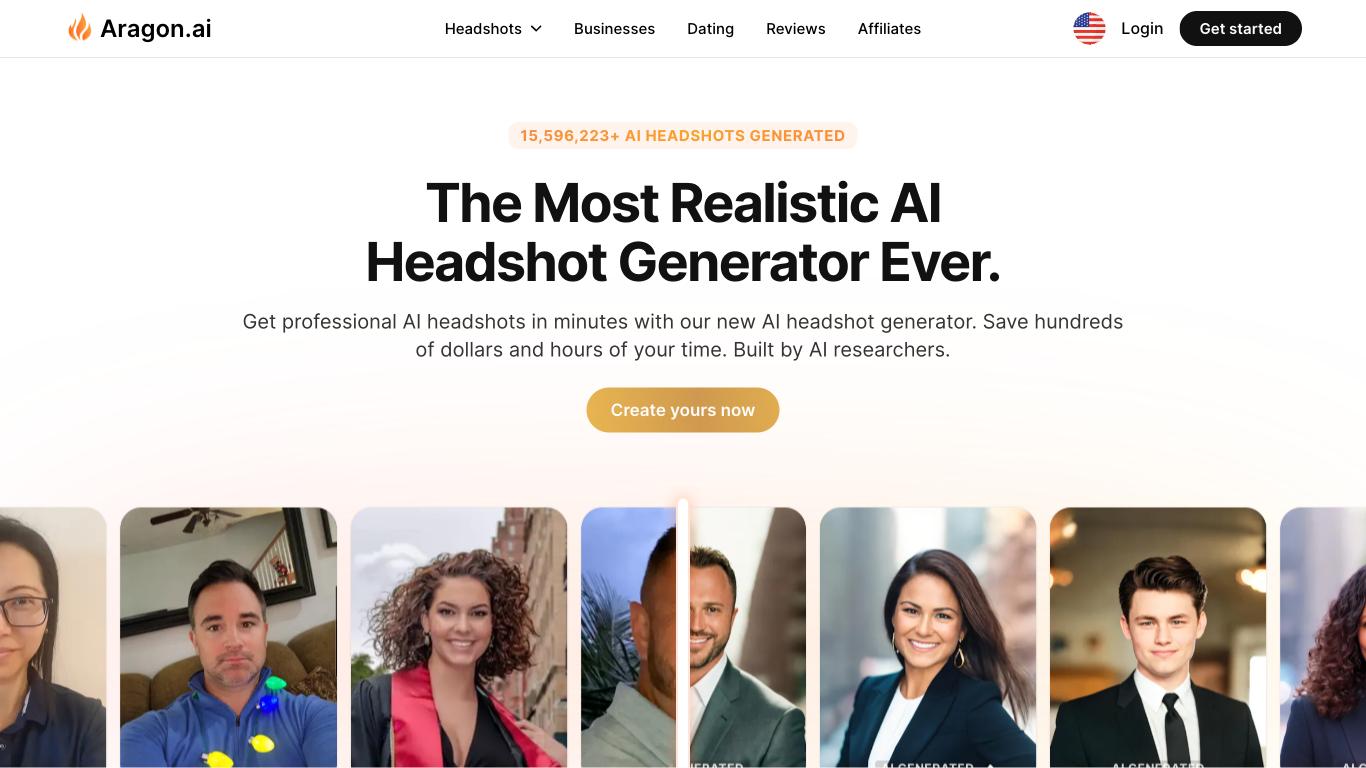 Aragon.ai
Headshots
Businesses
Dating
Reviews
Affiliates
Login
Get started
15,596,223+ AI HEADSHOTS GENERATED
The Most Realistic AI
Headshot Generator Ever.
Get professional AI headshots in minutes with our new AI headshot generator. Save hundreds
of dollars and hours of your time. Built by AI researchers.
Create yours now
AI GENERATED
AI GENERATED